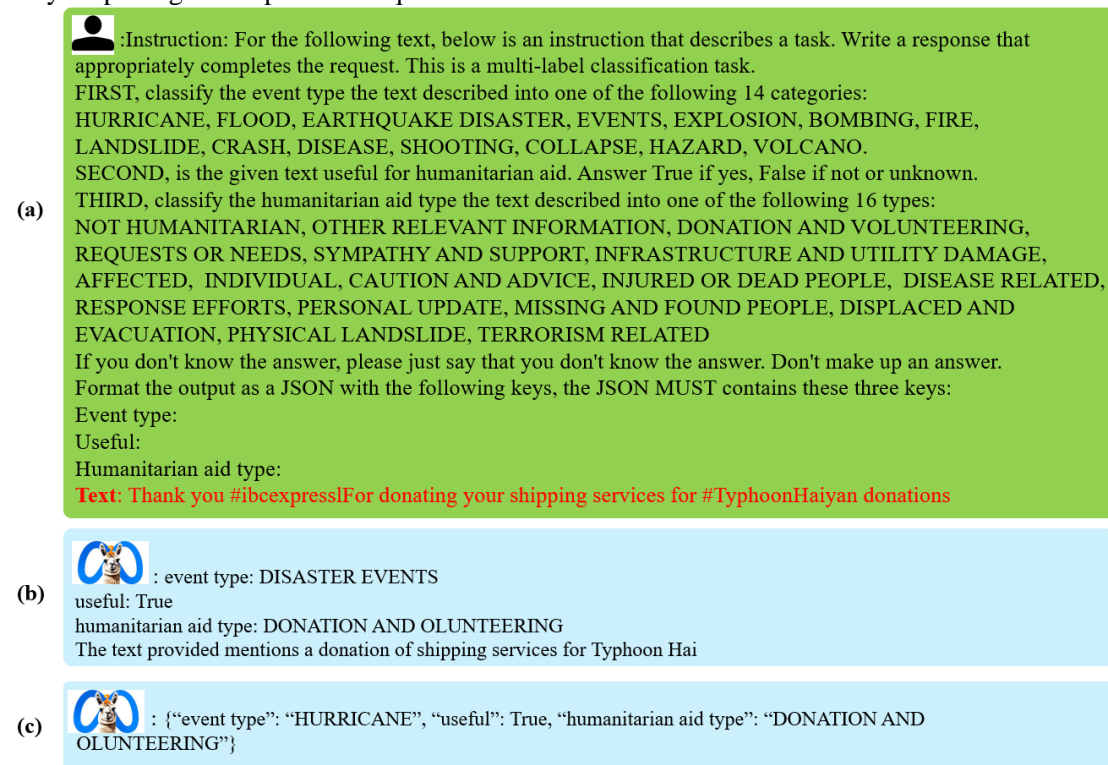 :Instruction: For the following text, below is an instruction that describes a task. Write a response that
appropriately completes the request. This is a multi-label classification task.
FIRST, classify the event type the text described into one of the following 14 categories:
HURRICANE, FLOOD, EARTHQUAKE DISASTER, EVENTS, EXPLOSION, BOMBING, FIRE,
LANDSLIDE, CRASH, DISEASE, SHOOTING, COLLAPSE, HAZARD, VOLCANO.
SECOND, is the given text useful for humanitarian aid. Answer True if yes, False if not or unknown.
(a)
THIRD, classify the humanitarian aid type the text described into one of the following 16 types:
NOT HUMANITARIAN, OTHER RELEVANT INFORMATION, DONATION AND VOLUNTEERING,
REQUESTS OR NEEDS, SYMPATHY AND SUPPORT, INFRASTRUCTURE AND UTILITY DAMAGE,
AFFECTED, INDIVIDUAL, CAUTION AND ADVICE, INJURED OR DEAD PEOPLE, DISEASE RELATED,
RESPONSE EFFORTS, PERSONAL UPDATE, MISSING AND FOUND PEOPLE, DISPLACED AND
EVACUATION, PHYSICAL LANDSLIDE, TERRORISM RELATED
If you don't know the answer, please just say that you don't know the answer. Don't make up an answer.
Format the output as a JSON with the following keys, the JSON MUST contains these three keys:
Event type:
Useful:
Humanitarian aid type:
Text: Thank you #ibcexpresslFor donating your shipping services for #TyphoonHaiyan donations
(b)
: event type: DISASTER EVENTS
useful: True
humanitarian aid type: DONATION AND OLUNTEERING
The text provided mentions a donation of shipping services for Typhoon Hai
(c)
: {“event type”: “HURRICANE”, “useful”: True, “humanitarian aid type”: “DONATION AND
OLUNTEERING”}